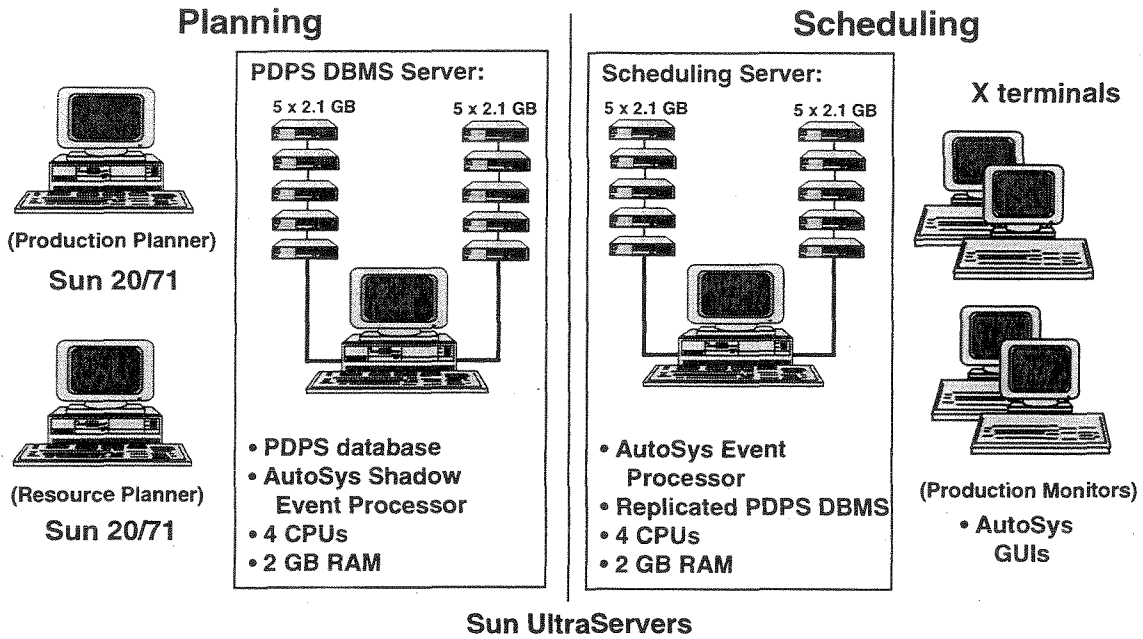 Planning
Scheduling
PDPS DBMS Server:
5 x 2.1 GB
5 x 2.1 GB
(Production Planner)
Sun 20/71
(Resource Planner)
Sun 20/71
• PDPS database
• AutoSys Shadow
Event Processor
• 4 CPUs
• 2 GB RAM
Scheduling Server:
5 x 2.1 GB
5 x 2.1 GB
• AutoSys Event
Processor
• Replicated PDPS DBMS
• 4 CPUs
• 2 GB RAM
X terminals
(Production Monitors)
• AutoSys
GUIs
Sun UltraServers